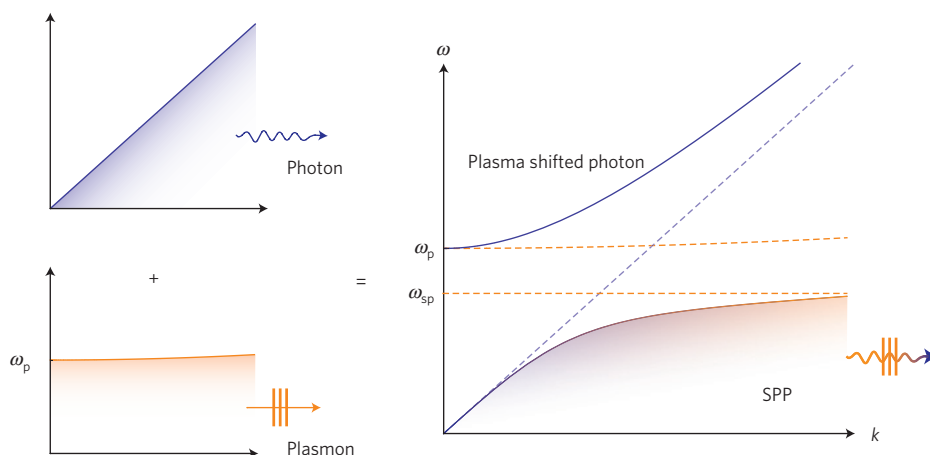 Photon
+
=
ωp
Plasmon
ω
Plasma shifted photon
ωp
ωsp
SPP
k